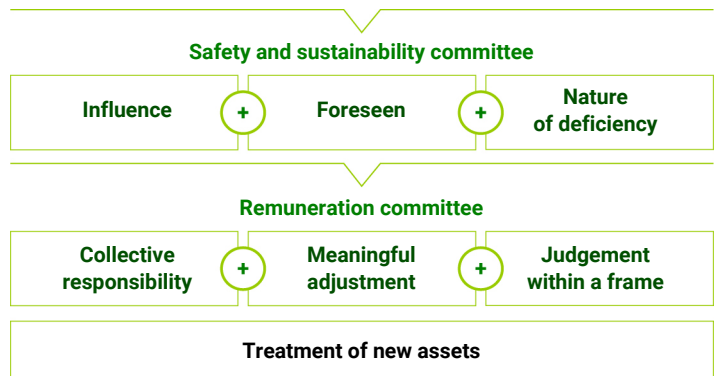 Safety and sustainability committee
Influence + Foreseen + Nature
of deficiency
Remuneration committee
Collective
responsibility + Meaningful
adjustment + Judgement
within a frame
Treatment of new assets